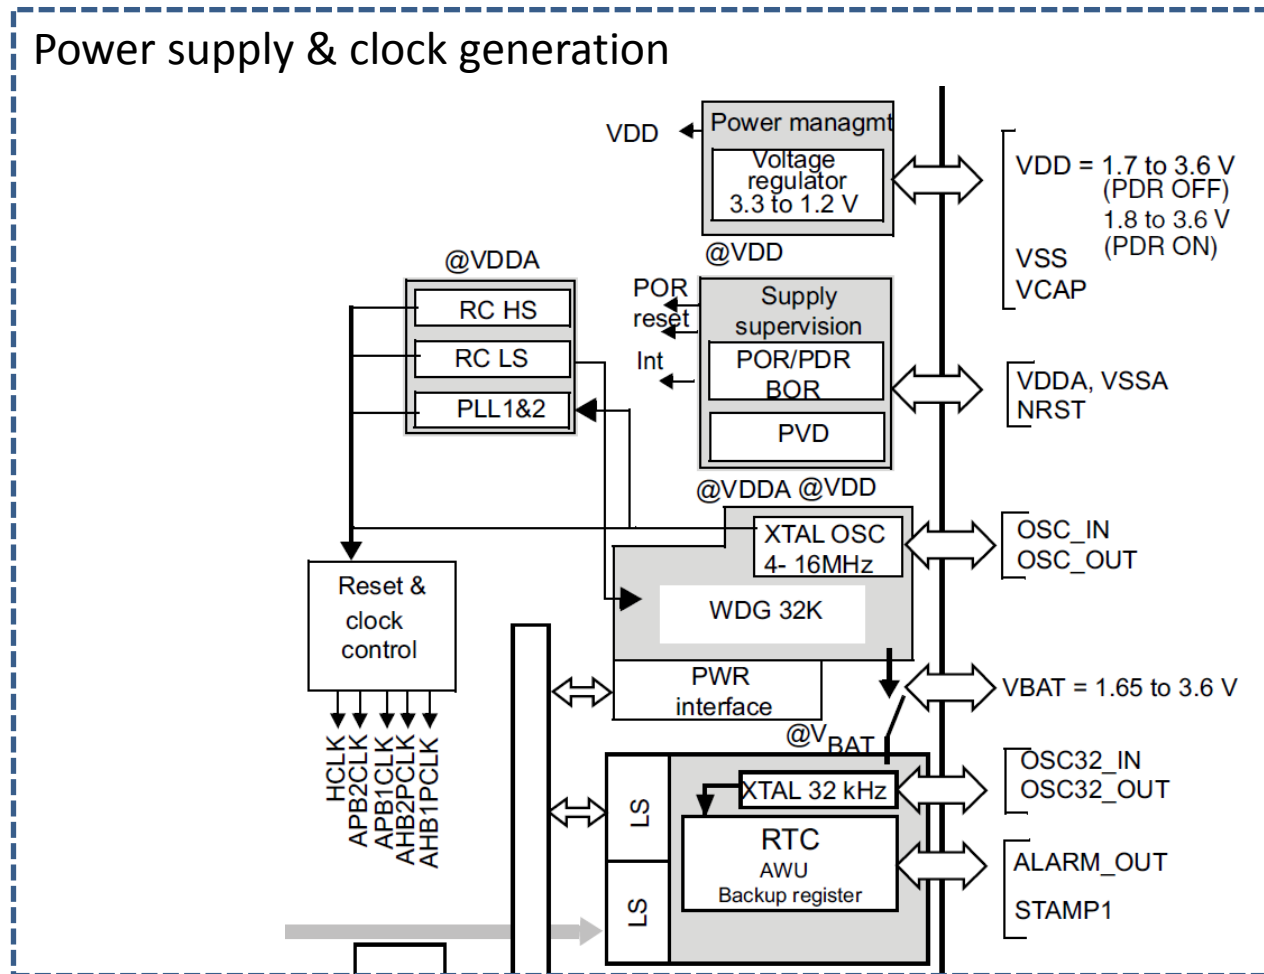 Power supply & clock generation
VDD
Power managmt
Voltage
regulator
3.3 to 1.2 V
VDD = 1.7 to 3.6 V
(PDR OFF)
1.8 to 3.6 V
(PDR ON)
VSS
VCAP
@VDD
@VDDA
RC HS
RC LS
PLL1&2
POR
reset
Int
Supply
supervision
POR/PDR
BOR
PVD
VDDA, VSSA
NRST
@VDDA @VDD
XTAL OSC
4- 16MHz
OSC_IN
OSC_OUT
Reset &
clock
control
WDG 32K
PWR
interface
VBAT = 1.65 to 3.6 V
@VBAT
HCLK
APB2CLK
APB1CLK
AHB2PCLK
AHB1PCLK
LS
LS
XTAL 32 kHz
OSC32_IN
OSC32_OUT
RTC
AWU
Backup register
ALARM_OUT
STAMP1